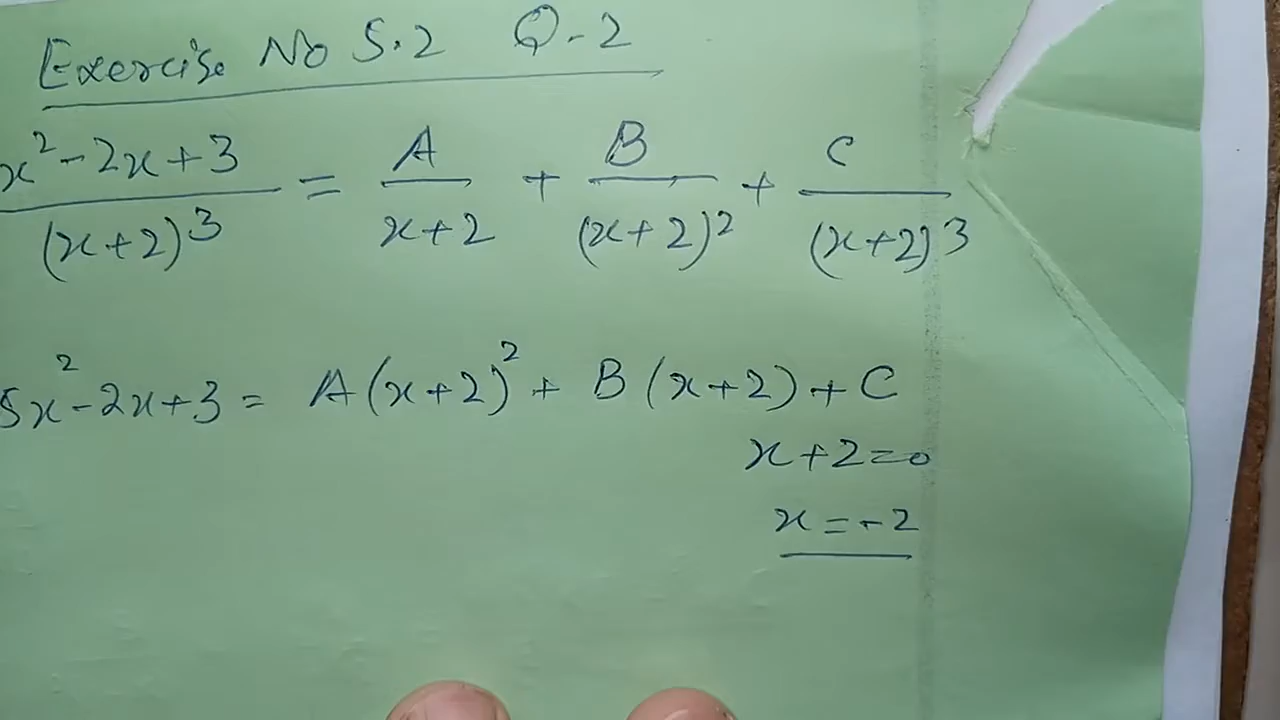 Exercise No 5.2 Q-2
x²-2x+3/(x+2)³ = A/x+2 + B/(x+2)² + C/(x+2)³
5x²-2x+3 = A(x+2)² + B(x+2)+C
x+2=0
x=-2